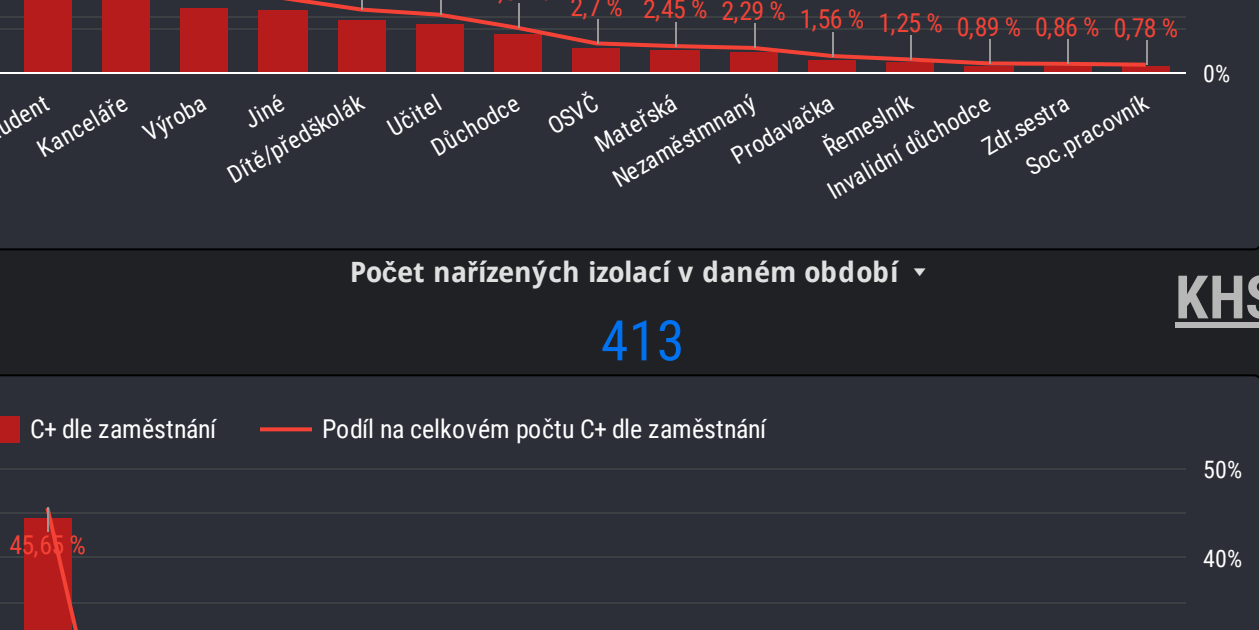 2,7 % 2,45 % 2,29 % 1,56 % 1,25 % 0,89 % 0,86 % 0,78 %
0%
Kanceláře Výroba Jiné Dítě/předškolák Učitel Důchodce OSVČ Mateřská Nezaměstmnaný Prodavačka Řemeslník Invalidní důchodce Zdr.sestra Soc.pracovník
Počet nařízených izolací v daném období
KHS
413
C+ dle zaměstnání Podíl na celkovém počtu C+ dle zaměstnání
50%
45,65 %
40%